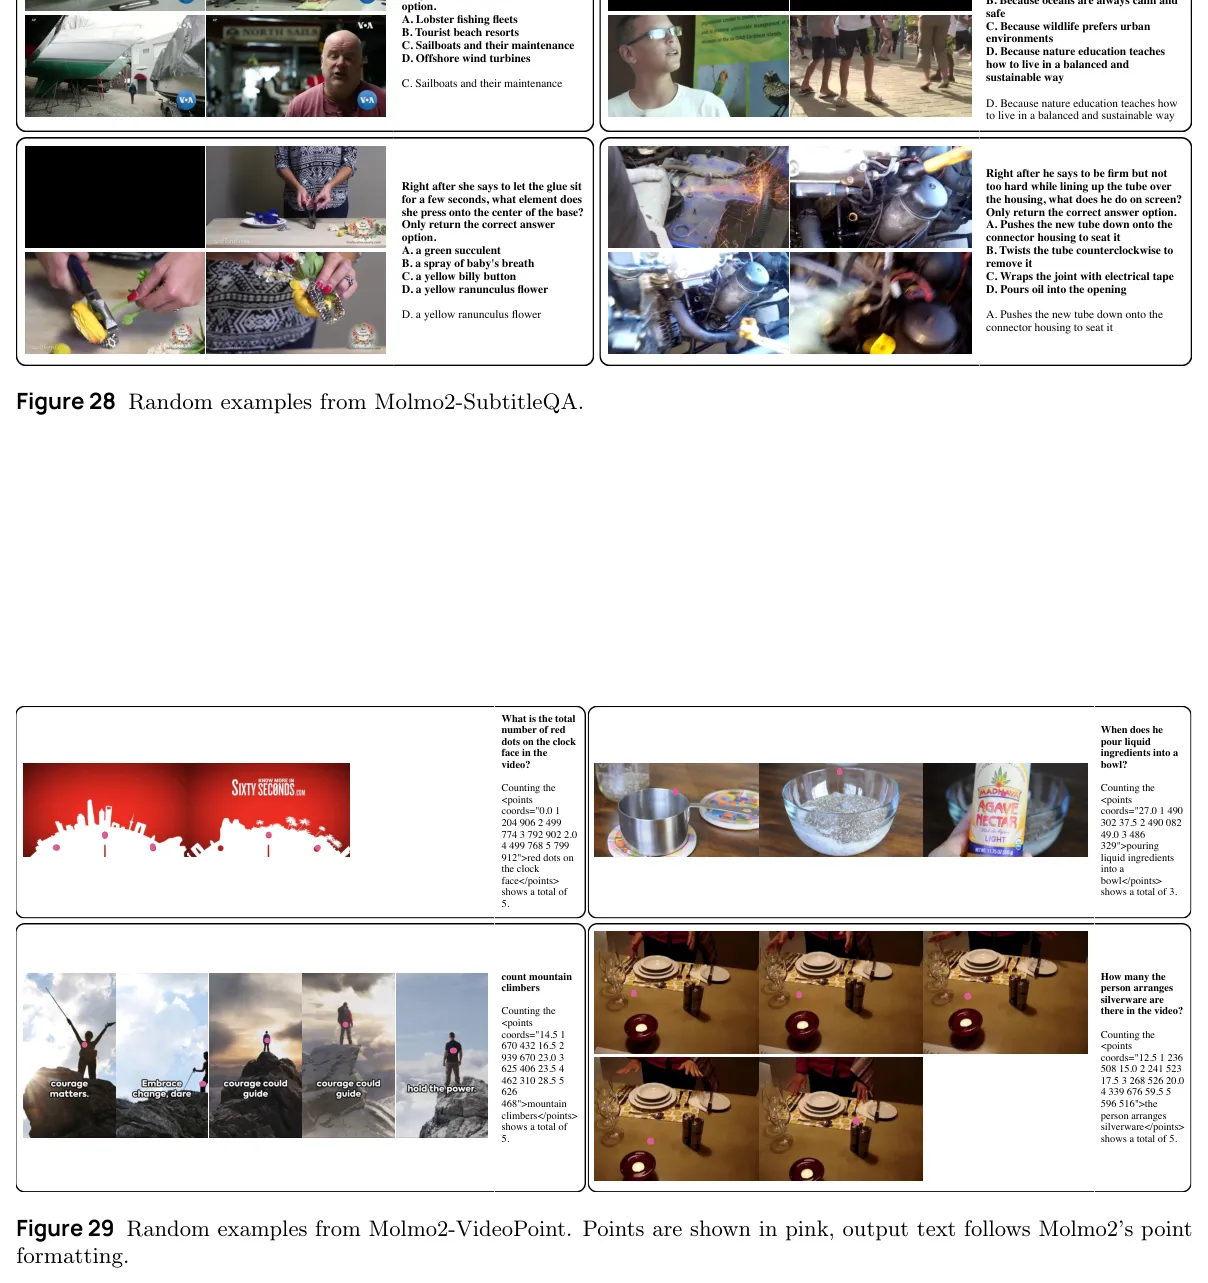 option.
A. Lobster fishing fleets
B. Tourist beach resorts
C. Sailboats and their maintenance
D. Offshore wind turbines
C. Sailboats and their maintenance
NORTH SAILS
VOA
VOA
VOA
B. Because oceans are always calm and
safe
C. Because wildlife prefers urban
environments
D. Because nature education teaches
how to live in a balanced and
sustainable way
D. Because nature education teaches how
to live in a balanced and sustainable way
Right after she says to let the glue sit
for a few seconds, what element does
she press onto the center of the base?
Only return the correct answer
option.
A. a green succulent
B. a spray of baby's breath
C. a yellow billy button
D. a yellow ranunculus flower
D. a yellow ranunculus flower
Right after he says to be firm but not
too hard while lining up the tube over
the housing, what does he do on screen?
Only return the correct answer option.
A. Pushes the new tube down onto the
connector housing to seat it
B. Twists the tube counterclockwise to
remove it
C. Wraps the joint with electrical tape
D. Pours oil into the opening
A. Pushes the new tube down onto the
connector housing to seat it
Figure 28 Random examples from Molmo2-SubtitleQA.
KNOW MORE IN
SIXTY SECONDS.COM
What is the total
number of red
dots on the clock
face in the
video?
Counting the
<points
coords="0.0 1
204 906 2 499
774 3 792 902 2.0
4 499 768 5 799
912">red dots on
the clock
face</points>
shows a total of
5.
MADHAVA
AGAVE
NECTAR
LIGHT
When does he
pour liquid
ingredients into a
bowl?
Counting the
<points
coords="27.0 1 490
302 37.5 2 490 082
49.0 3 486
329">pouring
liquid ingredients
into a
bowl</points>
shows a total of 3.
courage
matters.
Embrace
change, dare
courage could
guide
courage could
guide
hold the power.
count mountain
climbers
Counting the
<points
coords="14.5 1
670 432 16.5 2
939 670 23.0 3
625 406 23.5 4
462 310 28.5 5
626
468">mountain
climbers</points>
shows a total of
5.
How many the
person arranges
silverware are
there in the video?
Counting the
<points
coords="12.5 1 236
508 15.0 2 241 523
17.5 3 268 526 20.0
4 339 676 59.5 5
596 516">the
person arranges
silverware</points>
shows a total of 5.
Figure 29 Random examples from Molmo2-VideoPoint. Points are shown in pink, output text follows Molmo2's point
formatting.